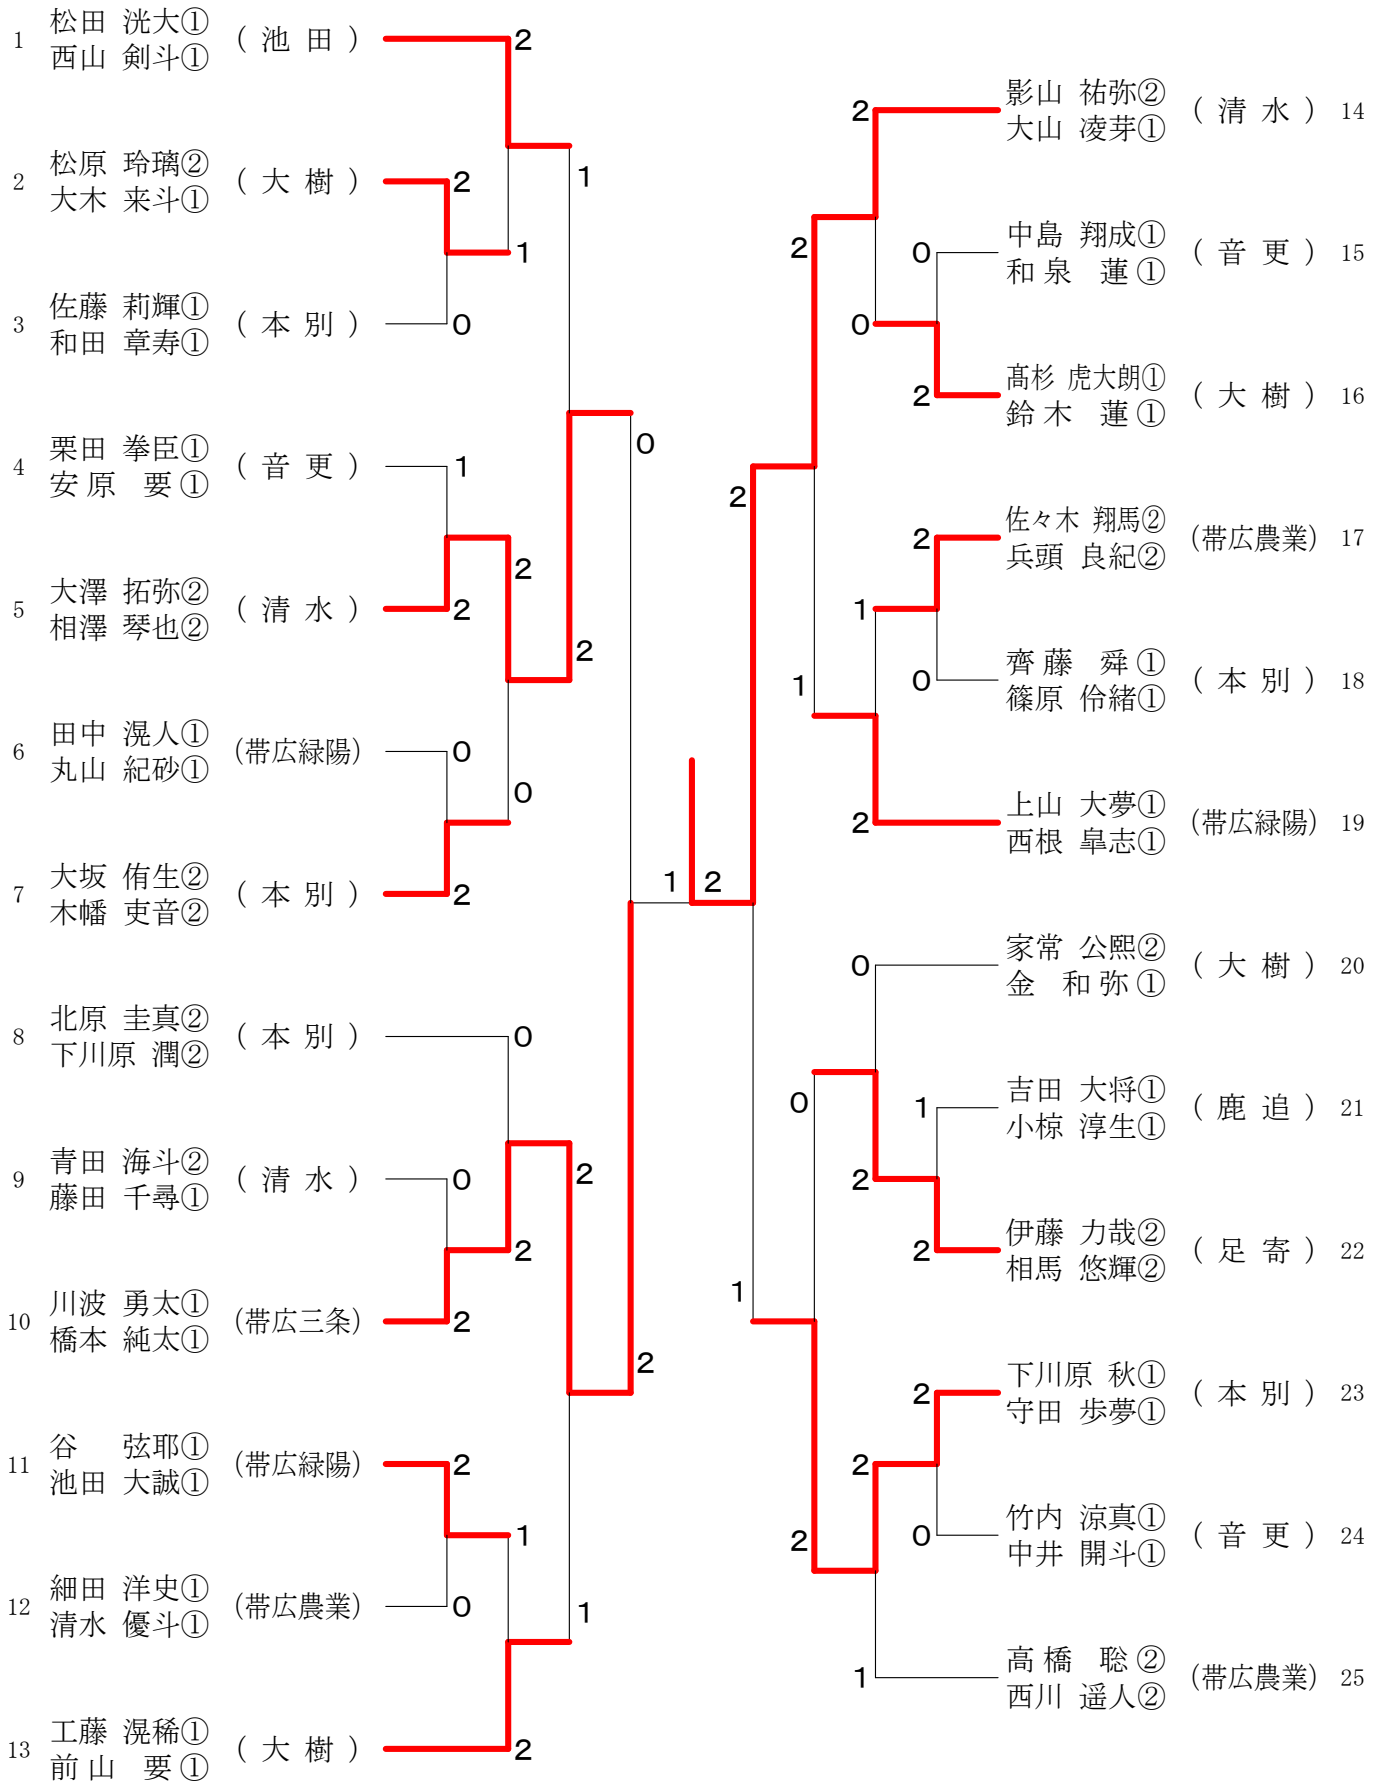 1 松田 洸大① ( 池 田 ) 2
西山 剣斗①
2 松原 玲璃② ( 大 樹 ) 2
大木 来斗①
1
1
3 佐藤 莉輝① ( 本 別 ) 0
和田 章寿①
0
4 栗田 拳臣① ( 音 更 ) 1
安原 要①
2
5 大澤 拓弥② ( 清 水 ) 2
相澤 琴也②
2
6 田中 滉人① (帯広緑陽) 0
丸山 紀砂①
0
7 大坂 侑生② ( 本 別 ) 2
木幡 吏音②
1 2
8 北原 圭真② ( 本 別 ) 0
下川原 潤②
9 青田 海斗② ( 清 水 ) 0
藤田 千尋①
2
2
10 川波 勇太① (帯広三条) 2
橋本 純太①
2
11 谷 弦耶① (帯広緑陽) 2
池田 大誠①
1
12 細田 洋史① (帯広農業) 0
清水 優斗①
1
13 工藤 滉稀① ( 大 樹 ) 2
前山 要①
2 影山 祐弥② ( 清 水 ) 14
大山 凌芽①
2
0 中島 翔成① ( 音 更 ) 15
和泉 蓮①
0
2 髙杉 虎大朗① ( 大 樹 ) 16
鈴木 蓮①
2
2 佐々木 翔馬② (帯広農業) 17
兵頭 良紀②
1
0 齊藤 舜① ( 本 別 ) 18
篠原 伶緒①
1
2 上山 大夢① (帯広緑陽) 19
西根 皐志①
0 家常 公熙② ( 大 樹 ) 20
金 和弥①
0
1 吉田 大将① ( 鹿 追 ) 21
小椋 淳生①
2
2 伊藤 力哉② ( 足 寄 ) 22
相馬 悠輝②
1
2 下川原 秋① ( 本 別 ) 23
守田 歩夢①
2
2
0 竹内 涼真① ( 音 更 ) 24
中井 開斗①
1 高橋 聡② (帯広農業) 25
西川 遥人②